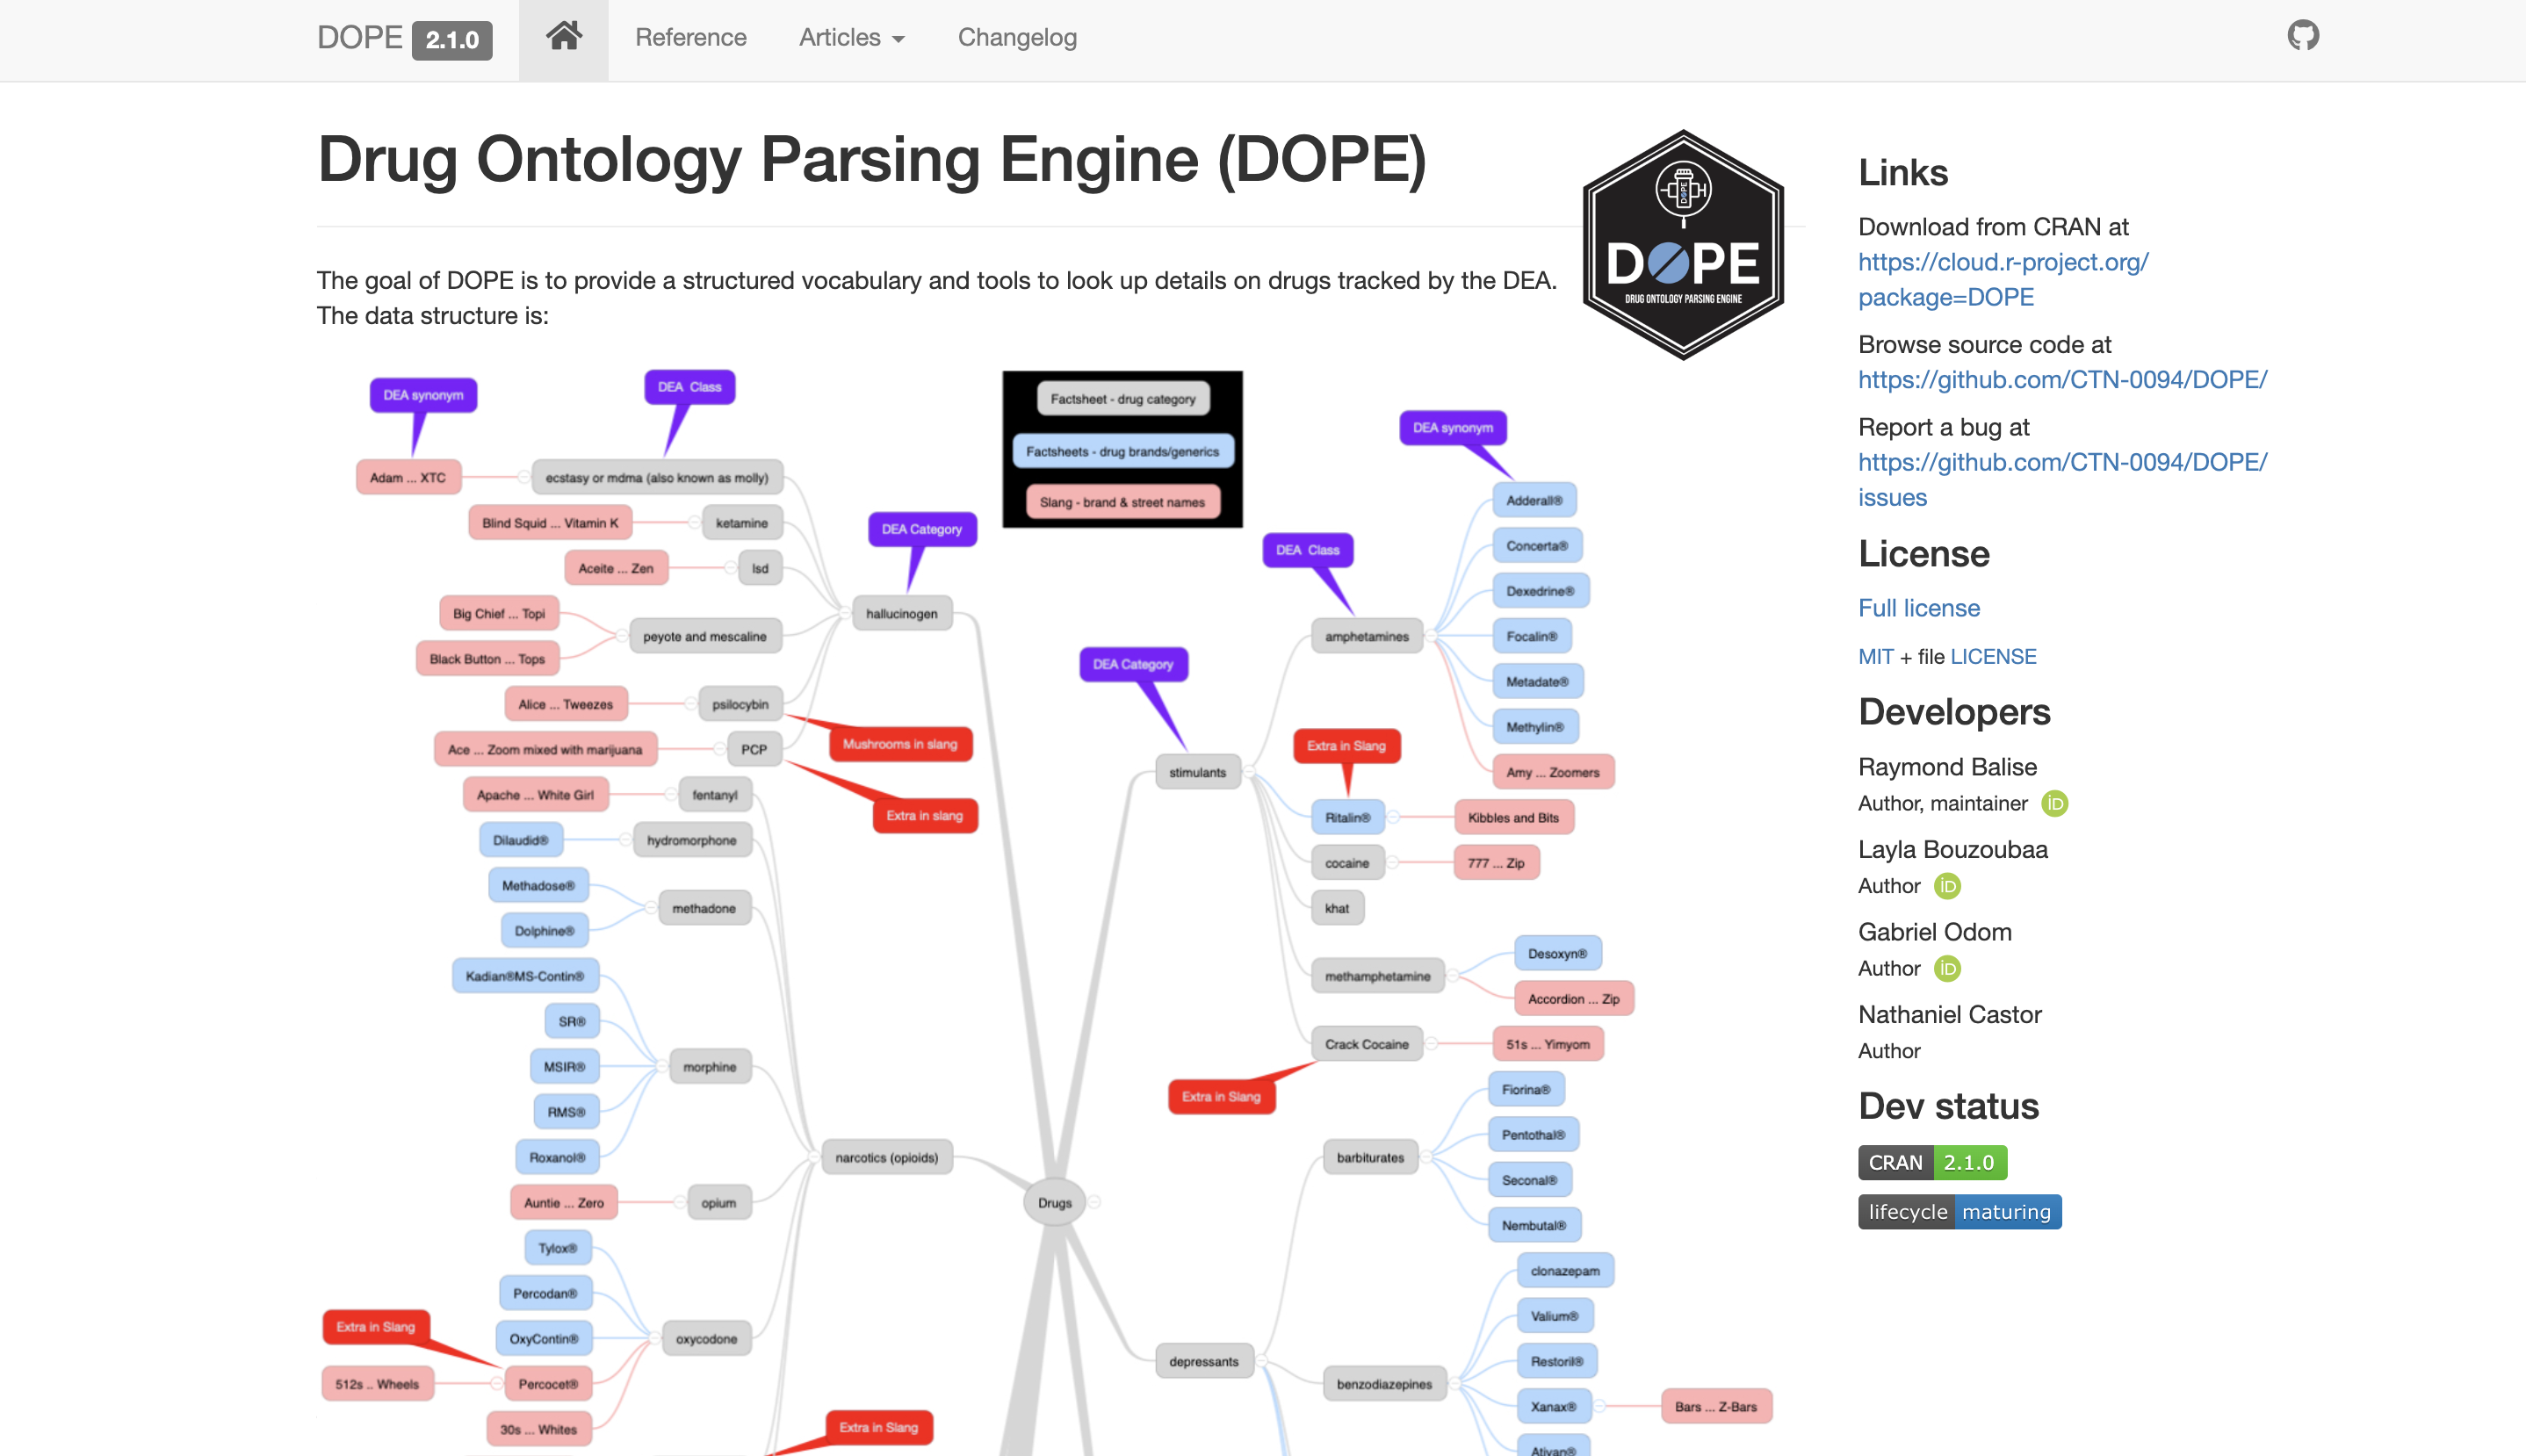 DOPE 2.1.0 Reference Articles Changelog
Drug Ontology Parsing Engine (DOPE)
The goal of DOPE is to provide a structured vocabulary and tools to look up details on drugs tracked by the DEA.
The data structure is:
DOPE
DOPE
DRUG ONTOLOGY PARSING ENGINE
Factsheet - drug category
Factsheets - drug brands/generics
Slang - brand & street names
DEA synonym
DEA Class
Adam ... XTC
ecstasy or mdma (also known as molly)
Blind Squid ... Vitamin K
ketamine
DEA Category
Aceite ... Zen
lsd
Big Chief ... Topi
hallucinogen
peyote and mescaline
Black Button ... Tops
Alice ... Tweezes
psilocybin
Mushrooms in slang
Ace ... Zoom mixed with marijuana
PCP
Extra in slang
Apache ... White Girl
fentanyl
Dilaudid®
hydromorphone
Methadose®
methadone
Dolphine®
Kadian®MS-Contin®
SR®
MSIR®
morphine
RMS®
Roxanol®
narcotics (opioids)
Auntie ... Zero
opium
Drugs
Tylox®
Percodan®
Extra in Slang
OxyContin®
oxycodone
512s .. Wheels
Percocet®
30s ... Whites
Extra in Slang
DEA synonym
Adderall®
DEA Class
Concerta®
Dexedrine®
amphetamines
Focalin®
DEA Category
Metadate®
Methylin®
Extra in Slang
stimulants
Amy ... Zoomers
Ritalin®
Kibbles and Bits
cocaine
777 ... Zip
khat
Desoxyn®
methamphetamine
Accordion ... Zip
Crack Cocaine
51s ... Yimyom
Extra in Slang
Fiorina®
Pentothal®
barbiturates
Seconal®
Nembutal®
clonazepam
Valium®
depressants
Restoril®
benzodiazepines
Xanax®
Bars ... Z-Bars
Ativan®
Links
Download from CRAN at
https://cloud.r-project.org/
package=DOPE
Browse source code at
https://github.com/CTN-0094/DOPE/
Report a bug at
https://github.com/CTN-0094/DOPE/
issues
License
Full license
MIT + file LICENSE
Developers
Raymond Balise
Author, maintainer iD
Layla Bouzoubaa
Author iD
Gabriel Odom
Author iD
Nathaniel Castor
Author
Dev status
CRAN 2.1.0
lifecycle maturing